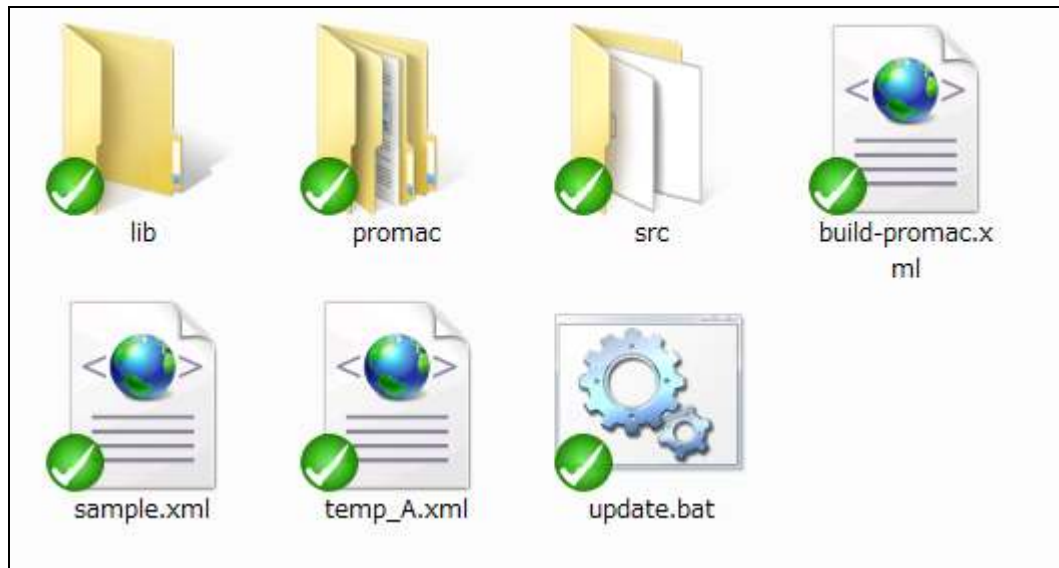 lib
promac
src
build-promac.x
ml
sample.xml
temp_A.xml
update.bat